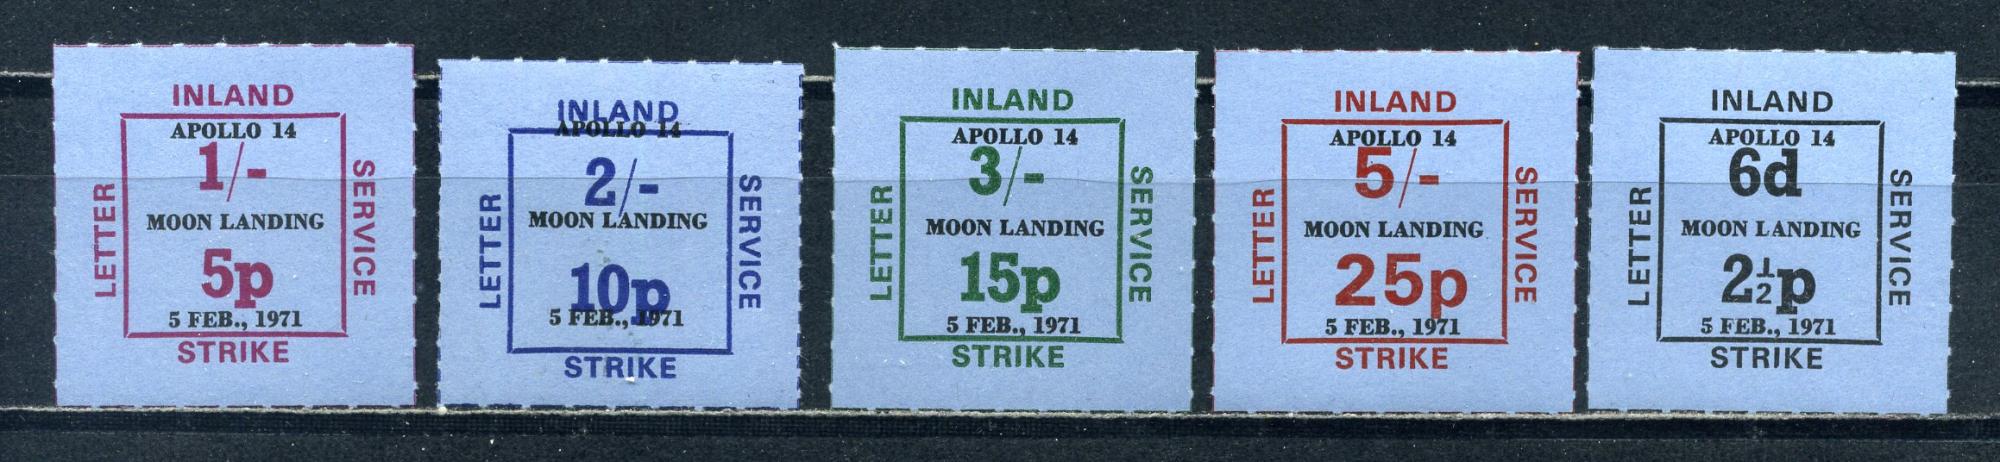 INLAND
APOLLO 14
1/-
MOON LANDING
5p
5 FEB., 1971
STRIKE
LETTER
SERVICE
INLAND
APOLLO 14
2/-
MOON LANDING
10p
5 FEB., 1971
STRIKE
LETTER
SERVICE
INLAND
APOLLO 14
3/-
MOON LANDING
15p
5 FEB., 1971
STRIKE
LETTER
SERVICE
INLAND
APOLLO 14
5/-
MOON LANDING
25p
5 FEB., 1971
STRIKE
LETTER
SERVICE
INLAND
APOLLO 14
6d
MOON LANDING
2½p
5 FEB., 1971
STRIKE
LETTER
SERVICE